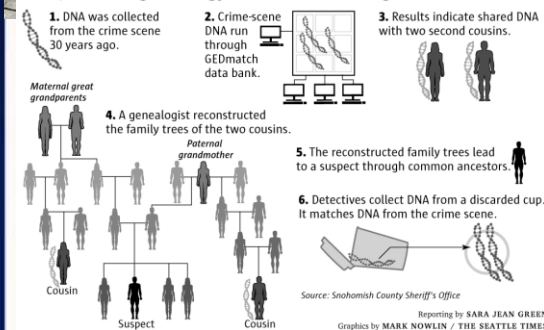 1. DNA was collected
from the crime scene
30 years ago.
2. Crime-scene
DNA run
through
GEDmatch
data bank.
3. Results indicate shared DNA
with two second cousins.
Maternal great
grandparents
4. A genealogist reconstructed
the family trees of the two cousins.
Paternal
grandmother
5. The reconstructed family trees lead
to a suspect through common ancestors.
6. Detectives collect DNA from a discarded cup.
It matches DNA from the crime scene.
Cousin
Suspect
Cousin
Source: Snohomish County Sheriff's Office
Reporting by SARA JEAN GREEN
Graphics by MARK NOWLIN / THE SEATTLE TIMES